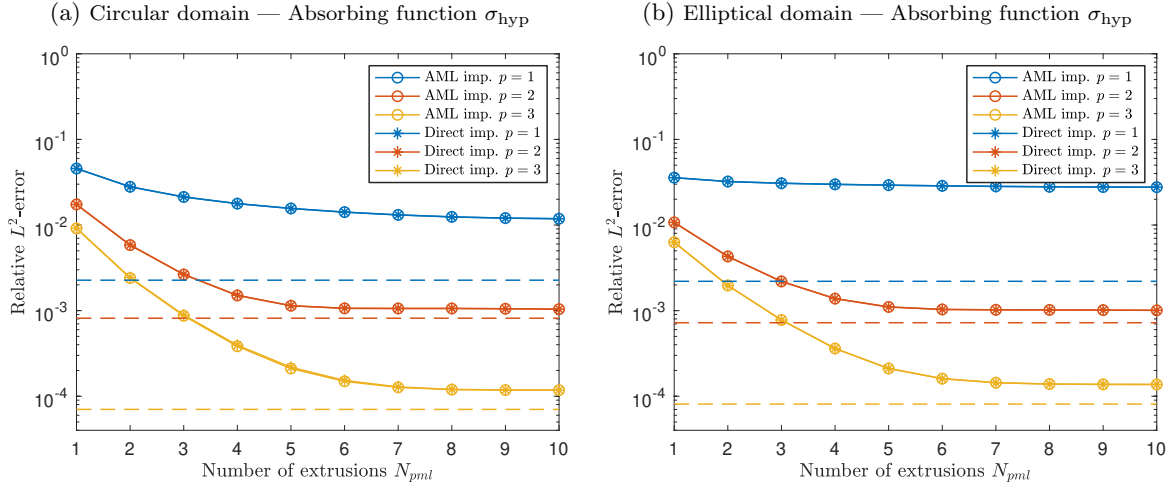 (a) Circular domain — Absorbing function σhyp
10^0
10^-1
10^-2
10^-3
10^-4
Relative L^2-error
AML imp. p = 1
AML imp. p = 2
AML imp. p = 3
Direct imp. p = 1
Direct imp. p = 2
Direct imp. p = 3
1 2 3 4 5 6 7 8 9 10
Number of extrusions N_pml
(b) Elliptical domain — Absorbing function σhyp
10^0
10^-1
10^-2
10^-3
10^-4
Relative L^2-error
AML imp. p = 1
AML imp. p = 2
AML imp. p = 3
Direct imp. p = 1
Direct imp. p = 2
Direct imp. p = 3
1 2 3 4 5 6 7 8 9 10
Number of extrusions N_pml